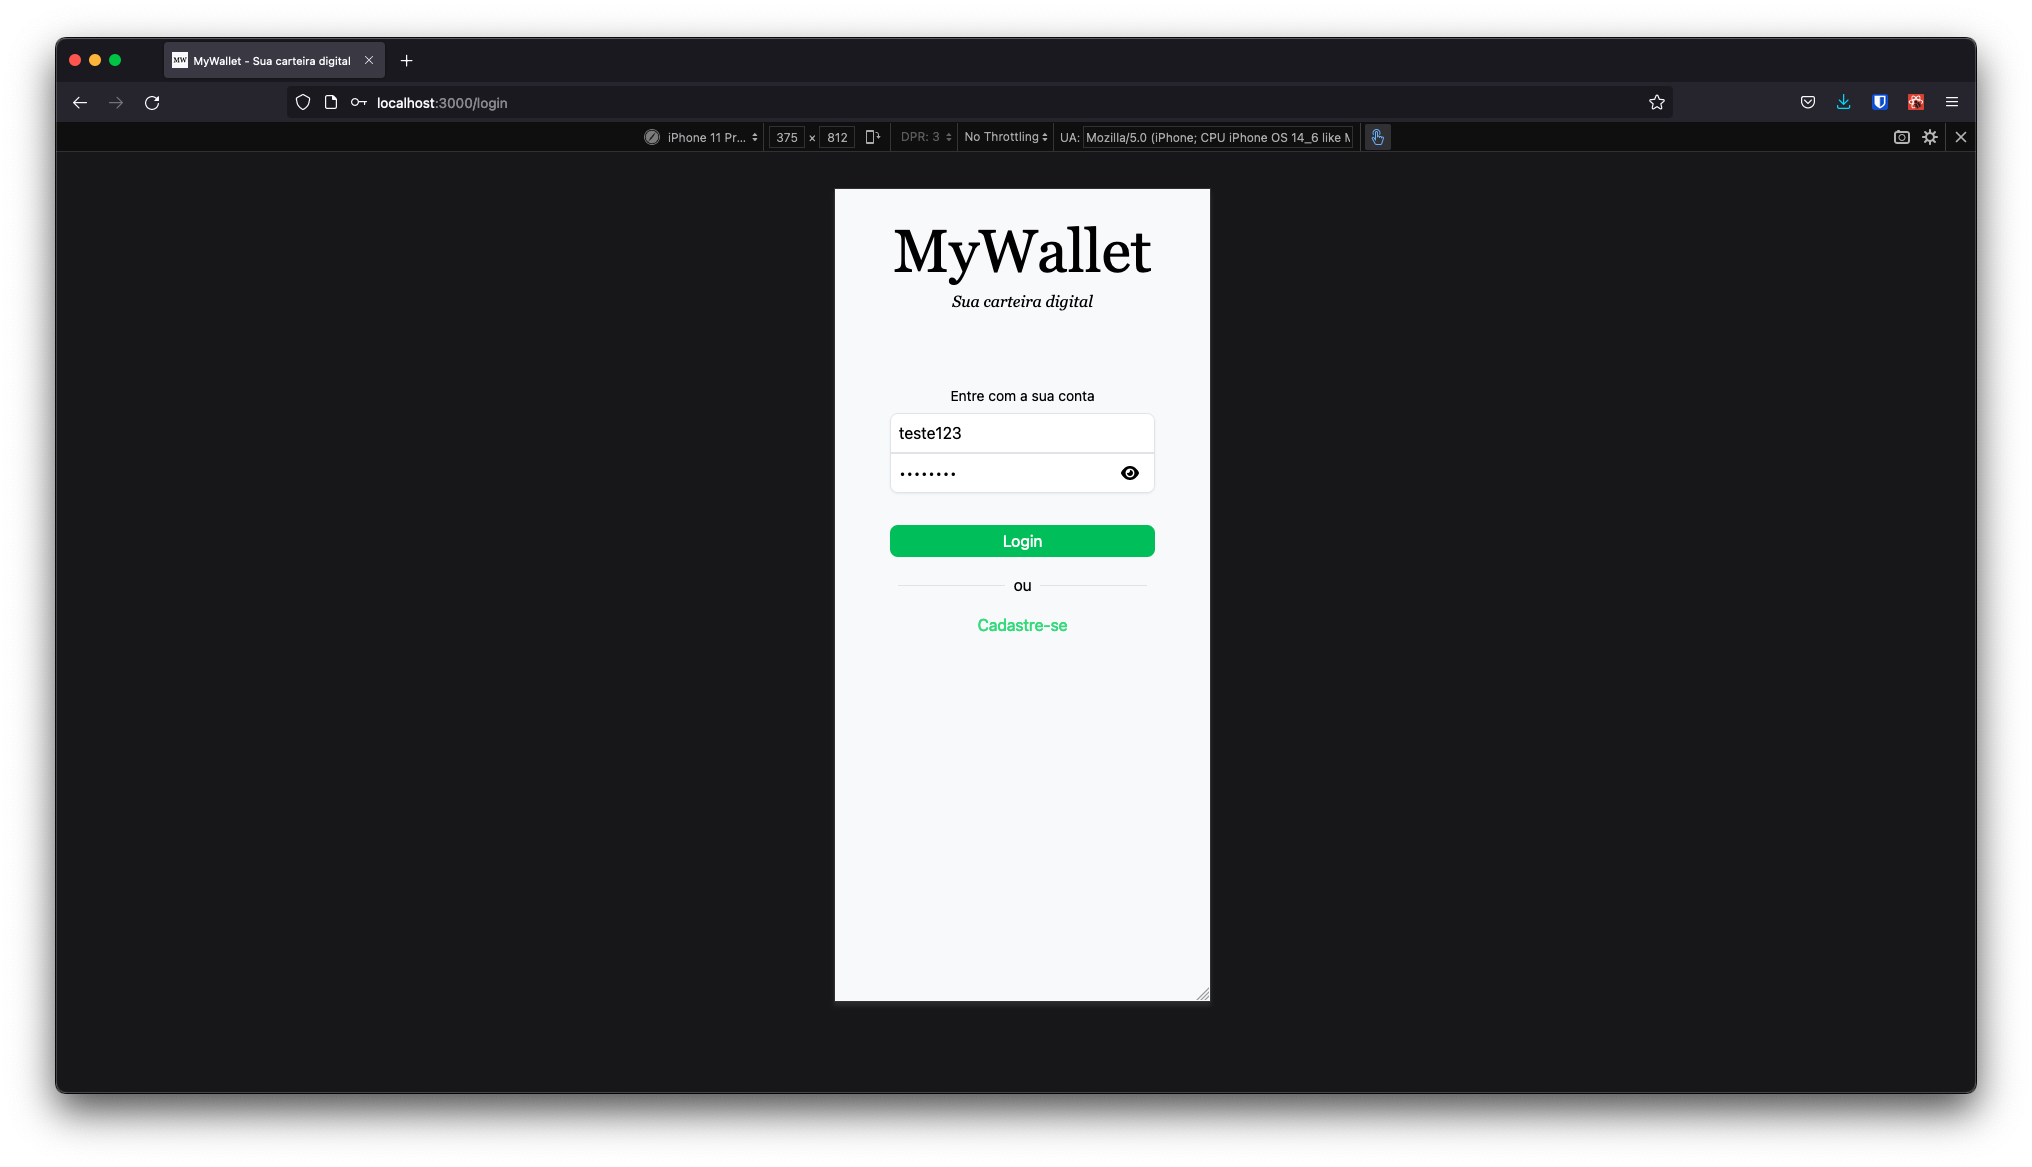 MW MyWallet - Sua carteira digital
localhost:3000/login
iPhone 11 Pr... 375 × 812 DPR: 3 No Throttling UA: Mozilla/5.0 (iPhone; CPU iPhone OS 14_6 like M
MyWallet
Sua carteira digital
Entre com a sua conta
teste123
••••••••
Login
ou
Cadastre-se